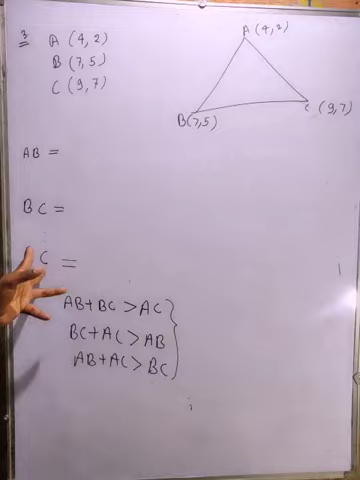 3
A (4, 2)
B (7, 5)
C (9, 7)
A (4, 2)
B(7,5)
C (9,7)
AB =
BC =
C =
AB+BC > AC
BC+AC > AB
AB+AC > BC